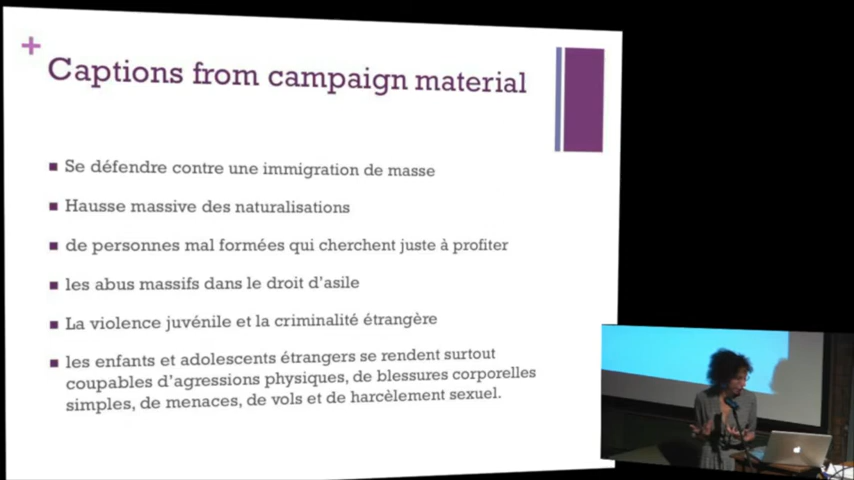 Captions from campaign material
Se défendre contre une immigration de masse
Hausse massive des naturalisations
de personnes mal formées qui cherchent juste à profiter
les abus massifs dans le droit d'asile
La violence juvénile et la criminalité étrangère
les enfants et adolescents étrangers se rendent surtout
coupables d'agressions physiques, de blessures corporelles
simples, de menaces, de vols et de harcèlement sexuel.